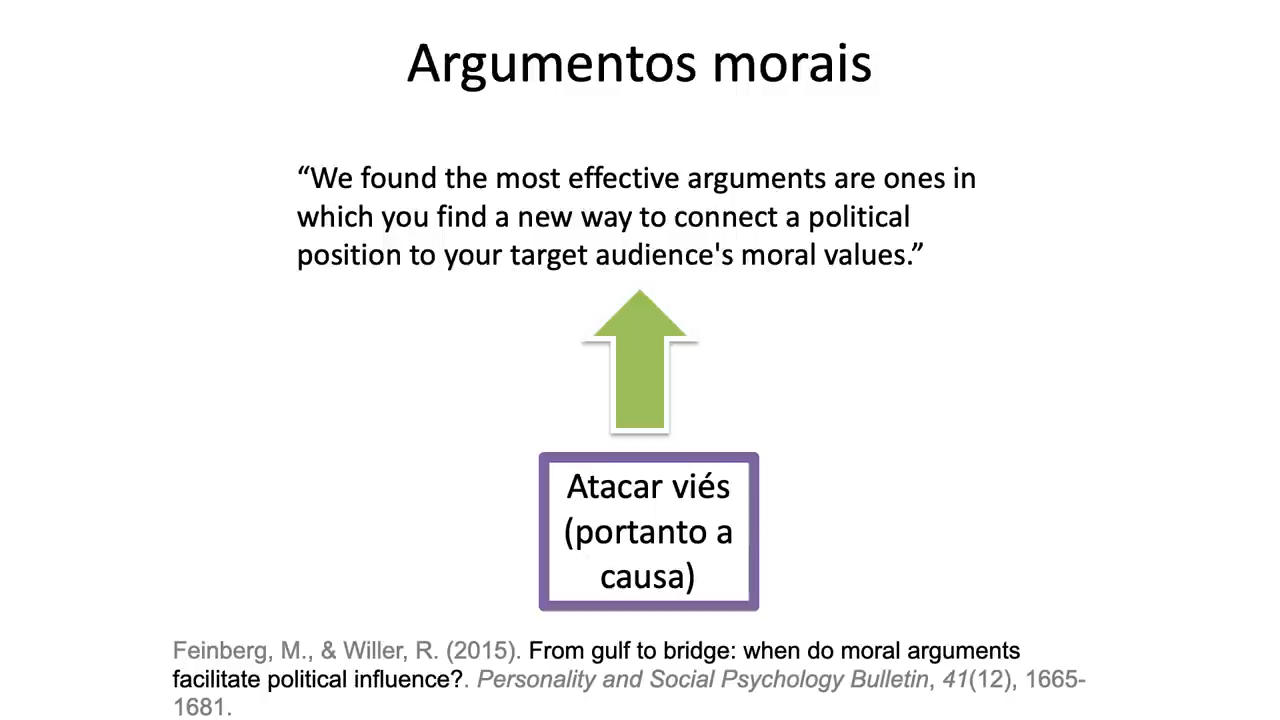 Argumentos morais
“We found the most effective arguments are ones in
which you find a new way to connect a political
position to your target audience's moral values.”
Atacar viés
(portanto a
causa)
Feinberg, M., & Willer, R. (2015). From gulf to bridge: when do moral arguments
facilitate political influence?. Personality and Social Psychology Bulletin, 41(12), 1665-
1681.